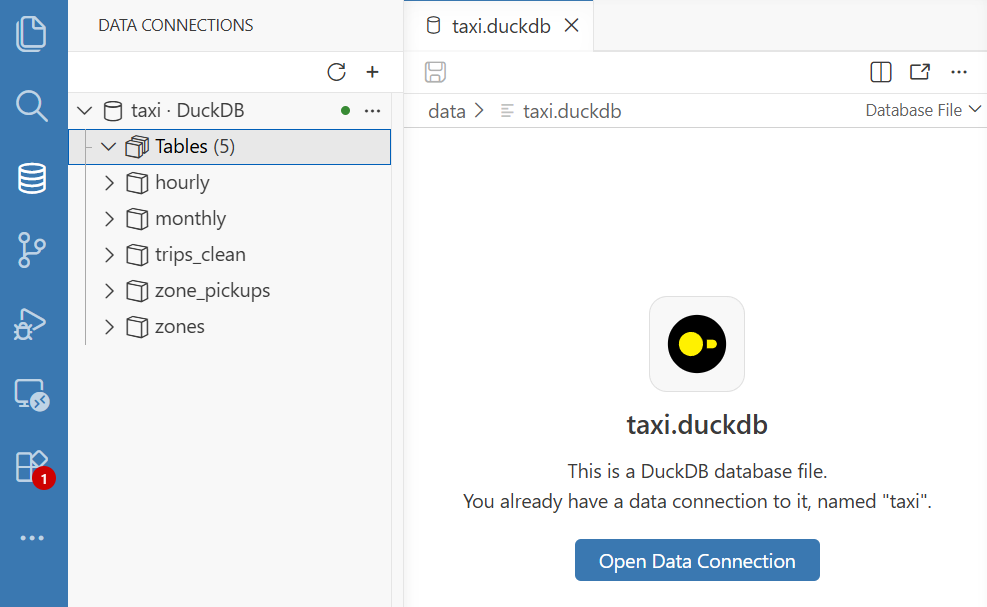 DATA CONNECTIONS
taxi · DuckDB
Tables (5)
hourly
monthly
trips_clean
zone_pickups
zones
1
taxi.duckdb
data > taxi.duckdb
Database File
taxi.duckdb
This is a DuckDB database file.
You already have a data connection to it, named "taxi".
Open Data Connection